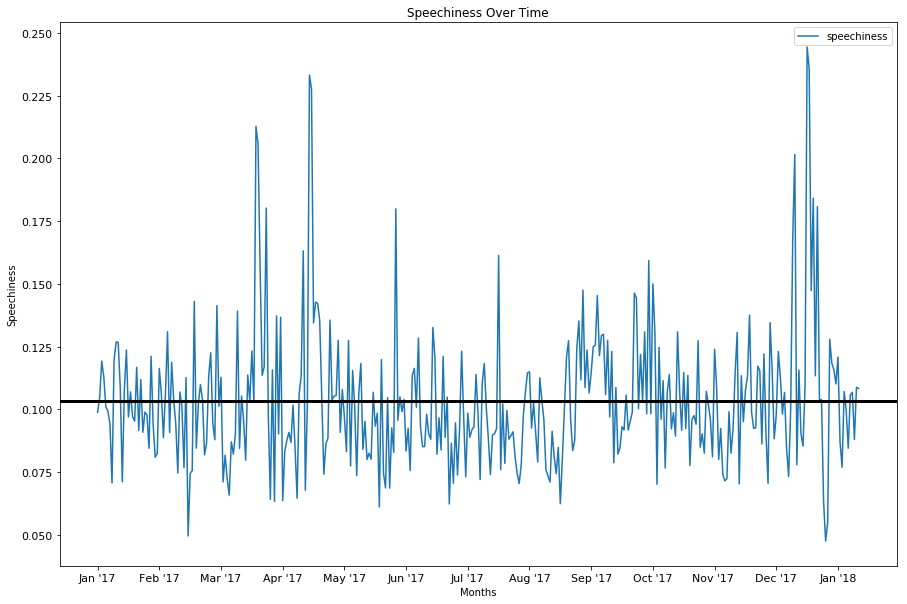 Speechiness Over Time
speechiness
0.250
0.225
0.200
0.175
0.150
0.125
0.100
0.075
0.050
Speechiness
Jan '17 Feb '17 Mar '17 Apr '17 May '17 Jun '17 Jul '17 Aug '17 Sep '17 Oct '17 Nov '17 Dec '17 Jan '18
Months